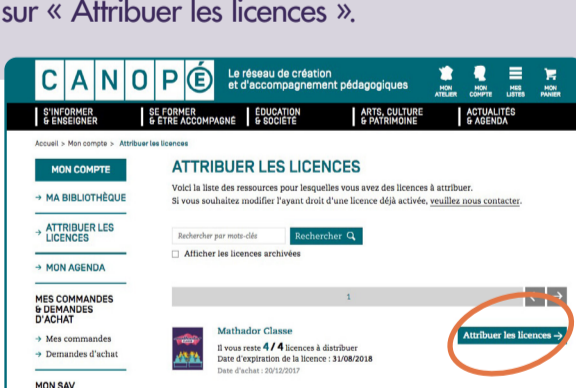 sur « Attribuer les licences ».
CANOPÉ
Le réseau de création
et d'accompagnement pédagogiques
MON
ATELIER
MON
COMPTE
MES
LISTES
MON
PANIER
S'INFORMER
& ENSEIGNER
SE FORMER
& ÊTRE ACCOMPAGNÉ
ÉDUCATION
& SOCIÉTÉ
ARTS, CULTURE
& PATRIMOINE
ACTUALITÉS
& AGENDA
Accueil > Mon compte > Attribuer les licences
MON COMPTE
→ MA BIBLIOTHÈQUE
→ ATTRIBUER LES
LICENCES
→ MON AGENDA
MES COMMANDES
& DEMANDES
D'ACHAT
→ Mes commandes
→ Demandes d'achat
MON SAV
ATTRIBUER LES LICENCES
Voici la liste des ressources pour lesquelles vous avez des licences à attribuer.
Si vous souhaitez modifier l'ayant droit d'une licence déjà activée, veuillez nous contacter.
Rechercher par mots-clés
Rechercher
Afficher les licences archivées
1
Mathador Classe
Il vous reste 4 / 4 licences à distribuer
Date d'expiration de la licence : 31/08/2018
Date d'achat : 20/12/2017
Attribuer les licences →